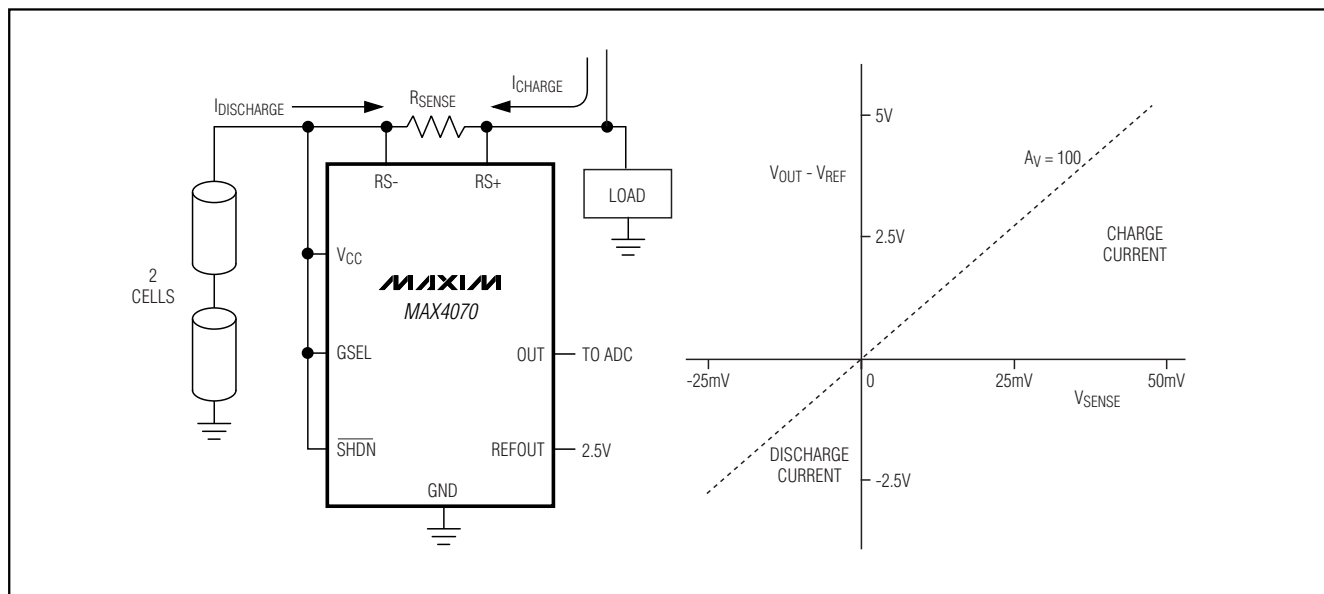 IDISCHARGE
RSENSE
ICHARGE
RS-
RS+
LOAD
2
CELLS
VCC
MAXIM
MAX4070
GSEL
OUT
TO ADC
SHDN
REFOUT
2.5V
GND
5V
VOUT - VREF
AV = 100
2.5V
CHARGE
CURRENT
-25mV
0
25mV
50mV
VSENSE
DISCHARGE
CURRENT
-2.5V